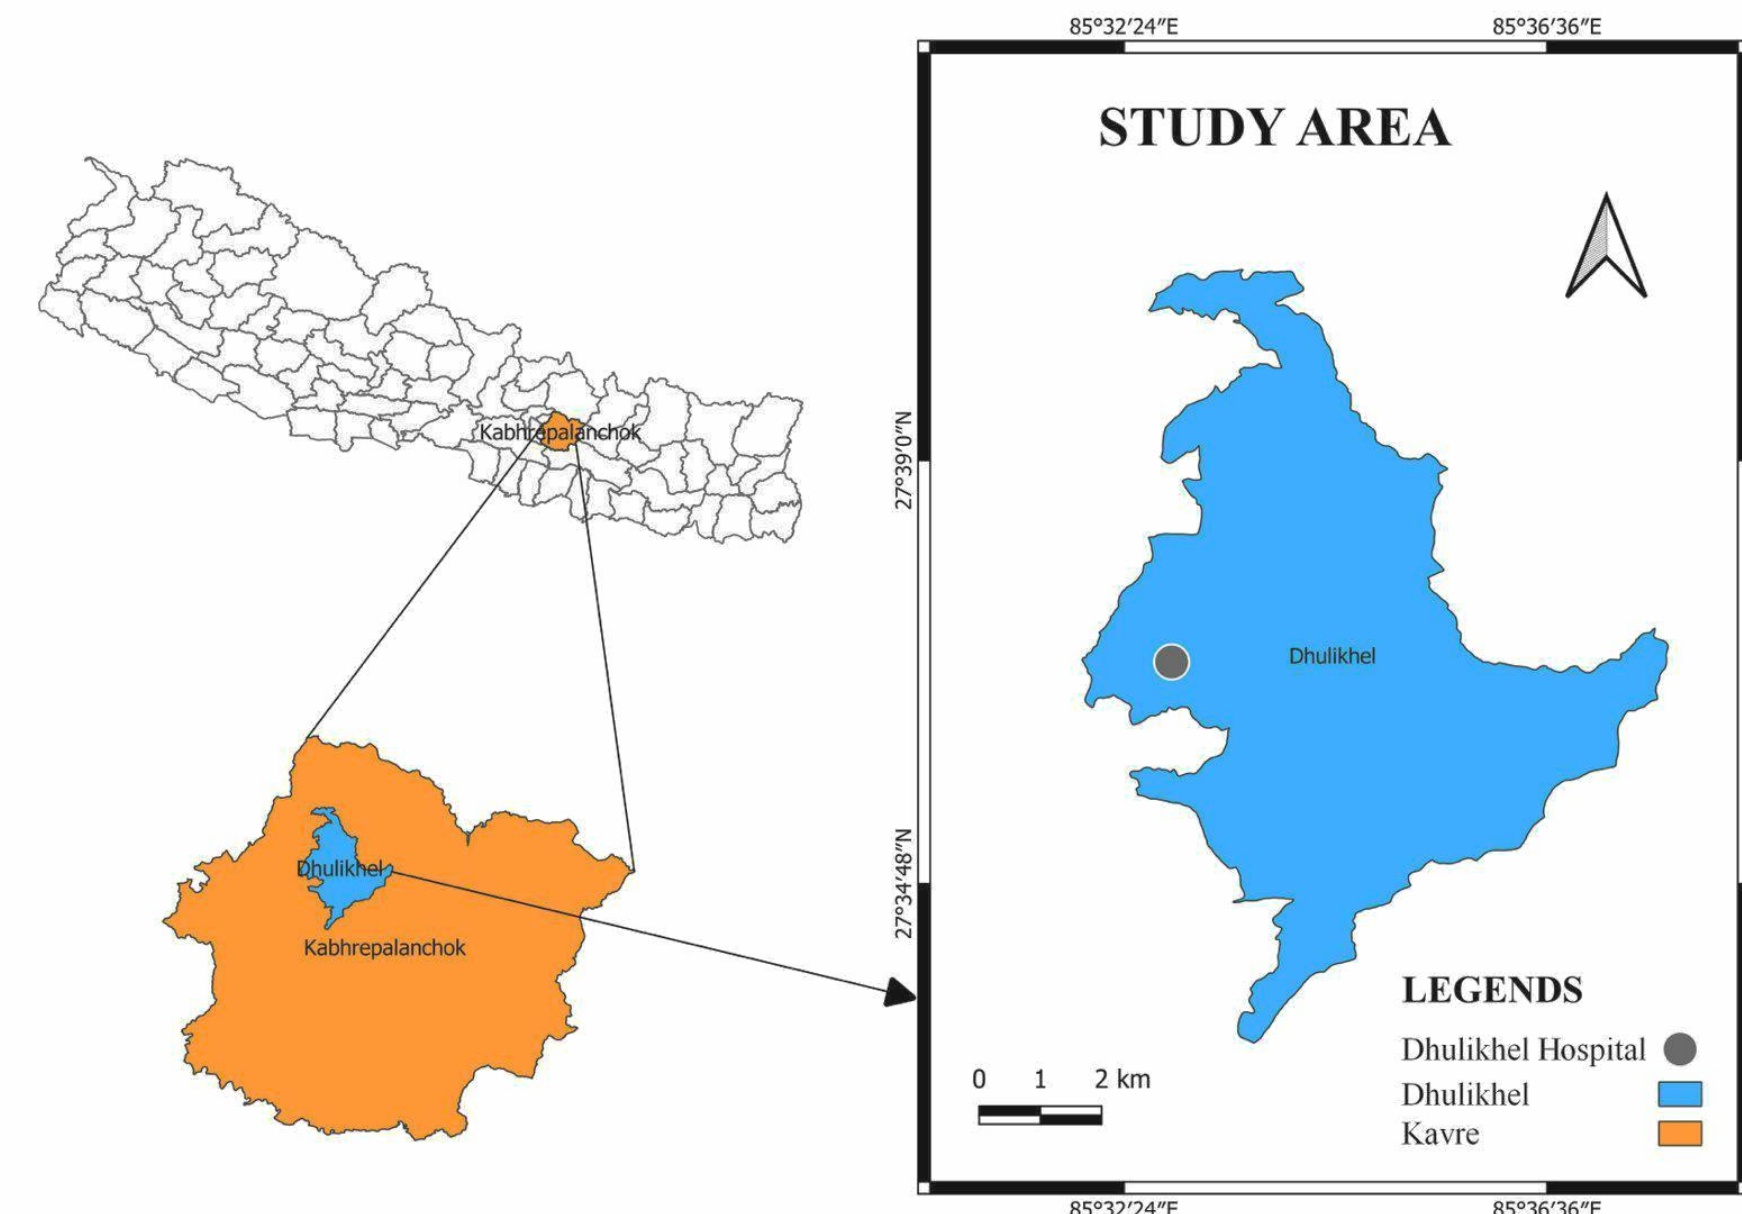 85°32'24"E
85°36'36"E
STUDY AREA
Kabhrepalanchok
27°39'0"N
Dhulikhel
Dhulikhel
27°34'48"N
Kabhrepalanchok
LEGENDS
Dhulikhel Hospital
Dhulikhel
Kavre
0 1 2 km
85°32'24"E
85°36'36"E